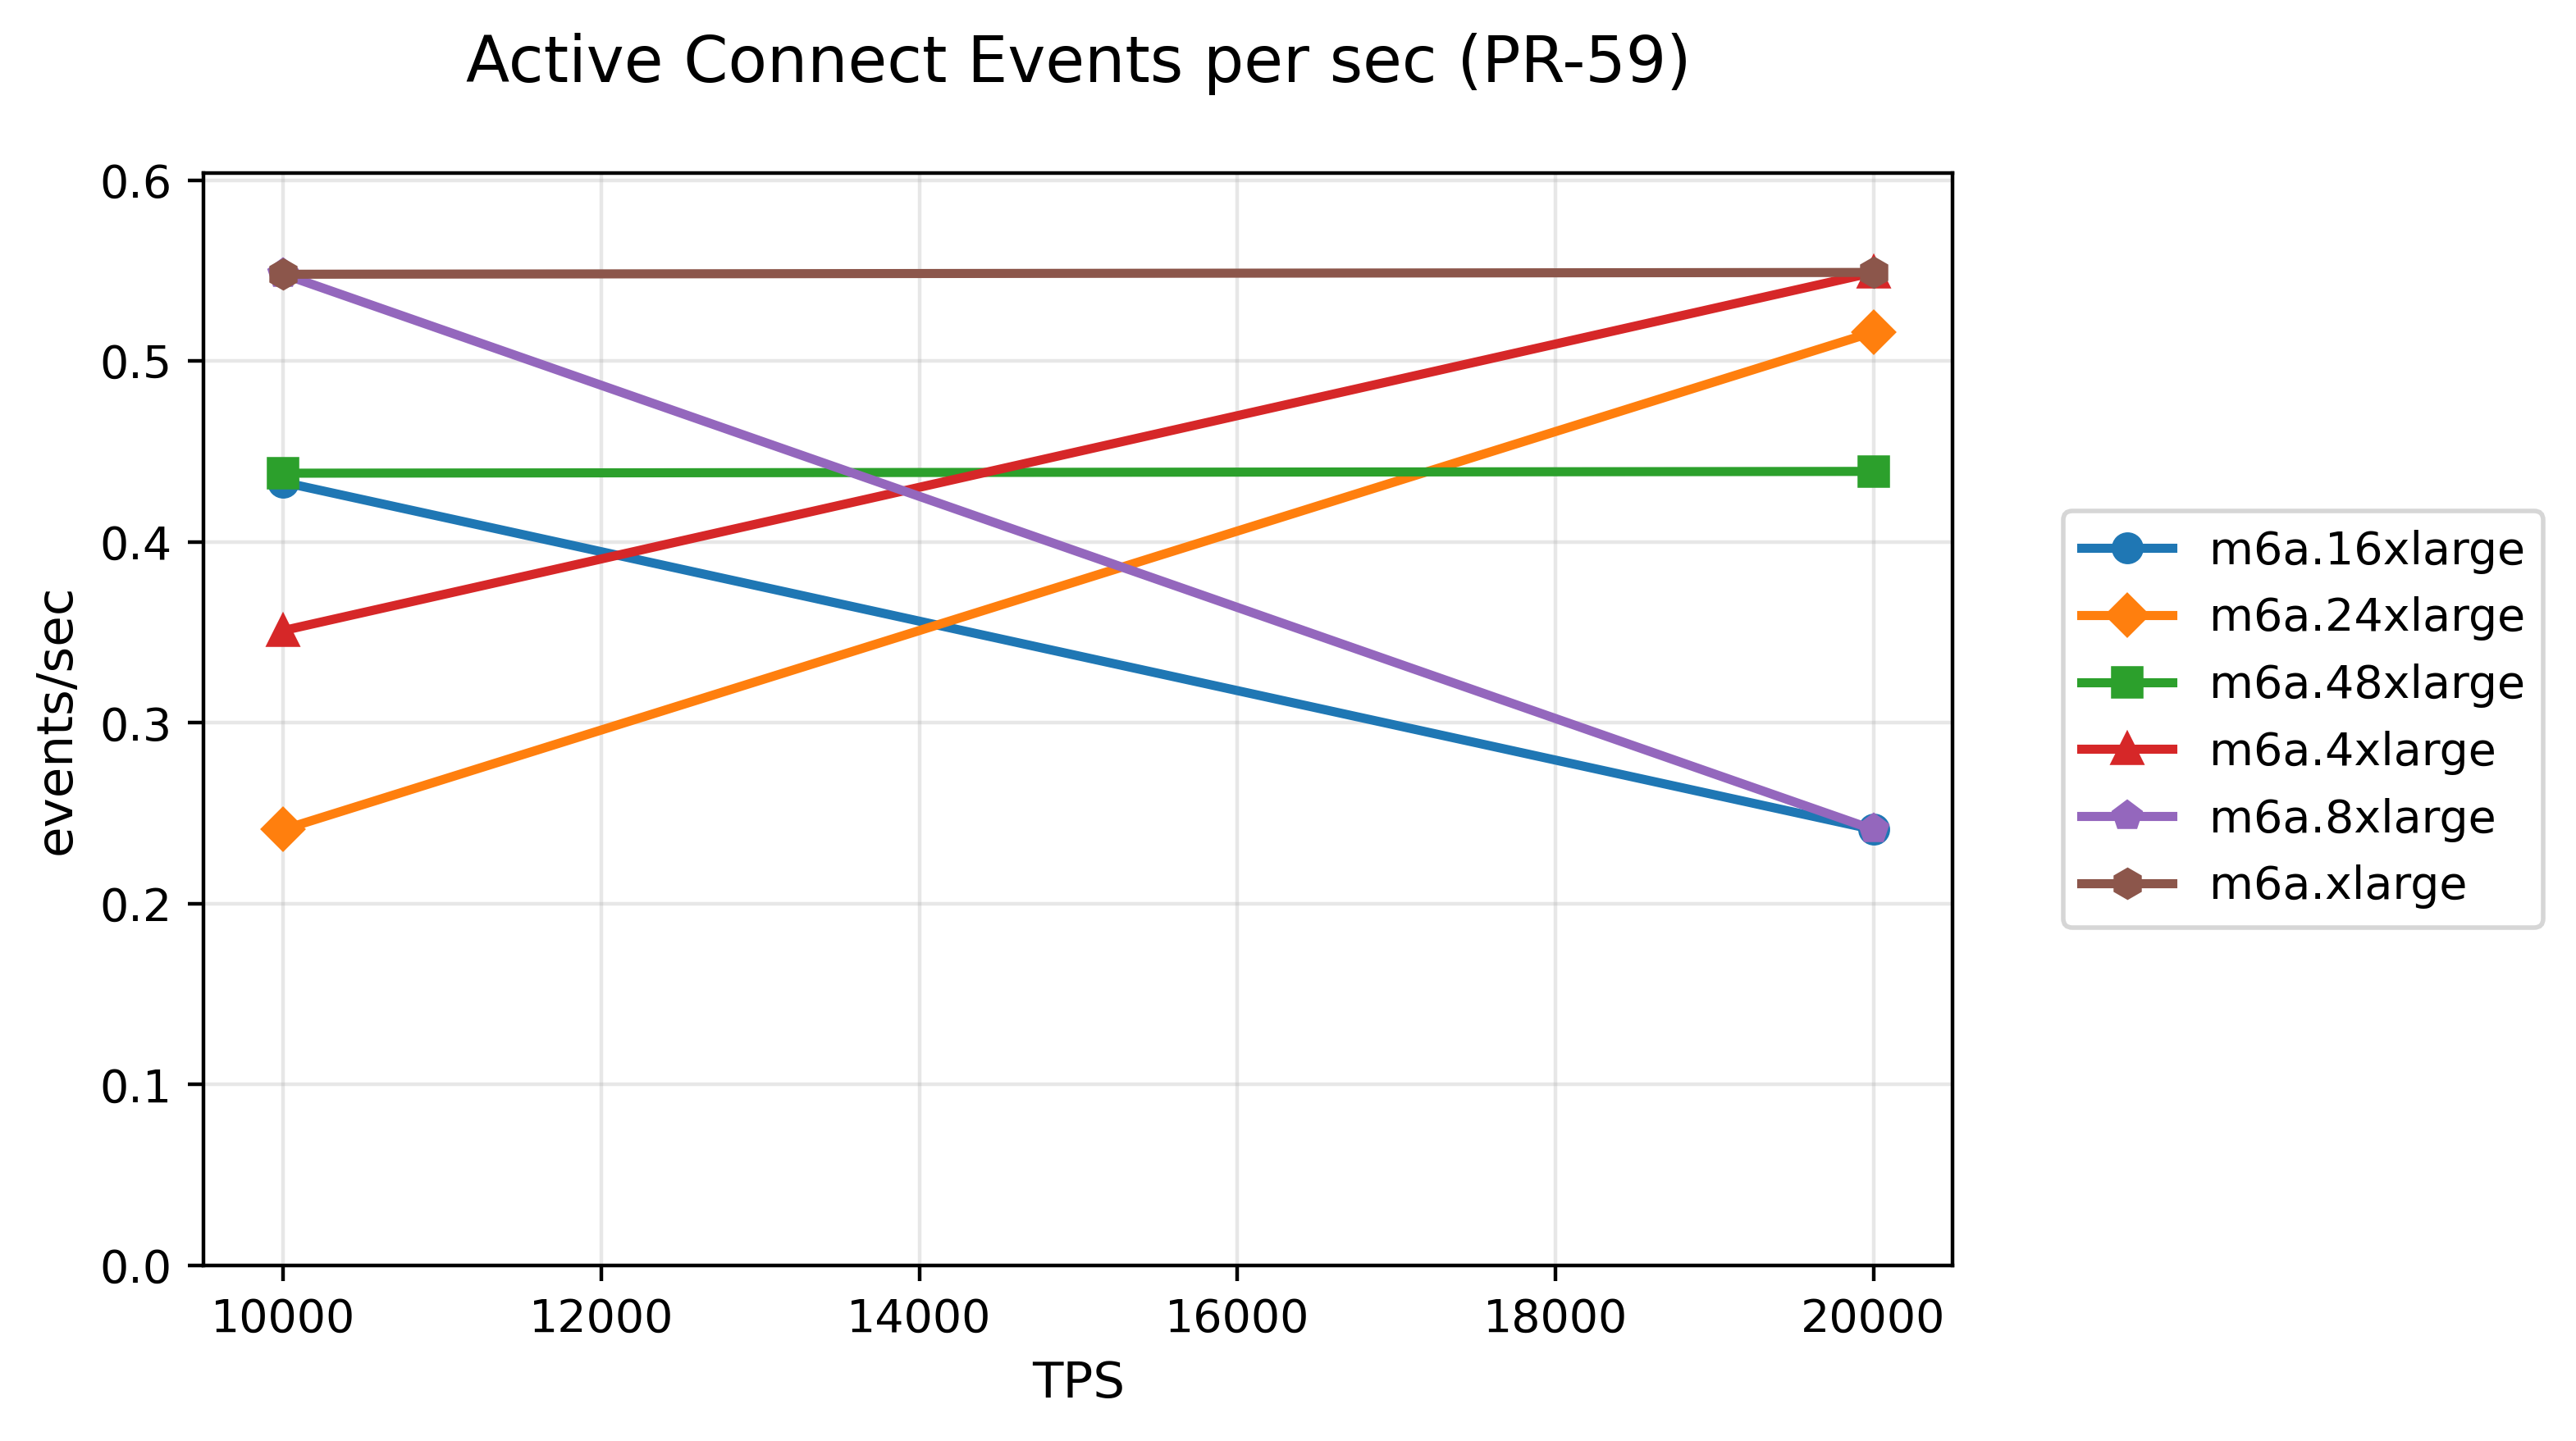 Active Connect Events per sec (PR-59)
0.6
0.5
0.4
0.3
0.2
0.1
0.0
events/sec
10000 12000 14000 16000 18000 20000
TPS
m6a.16xlarge
m6a.24xlarge
m6a.48xlarge
m6a.4xlarge
m6a.8xlarge
m6a.xlarge